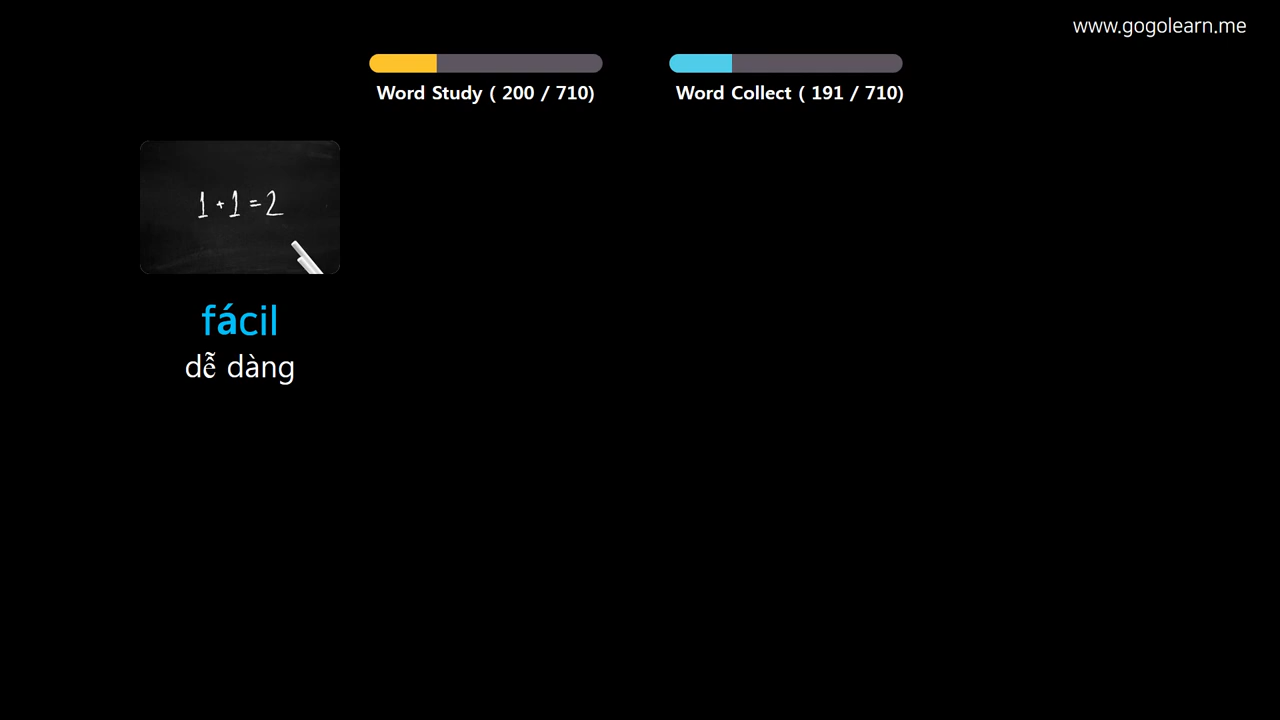 www.gogolearn.me
Word Study ( 200 / 710)
Word Collect ( 191 / 710)
1 + 1 = 2
fácil
dễ dàng